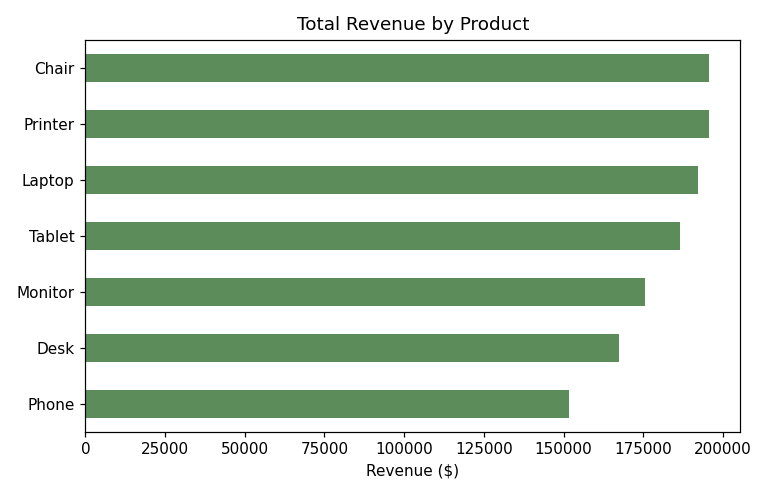 Total Revenue by Product
Chair
Printer
Laptop
Tablet
Monitor
Desk
Phone
0 25000 50000 75000 100000 125000 150000 175000 200000
Revenue ($)